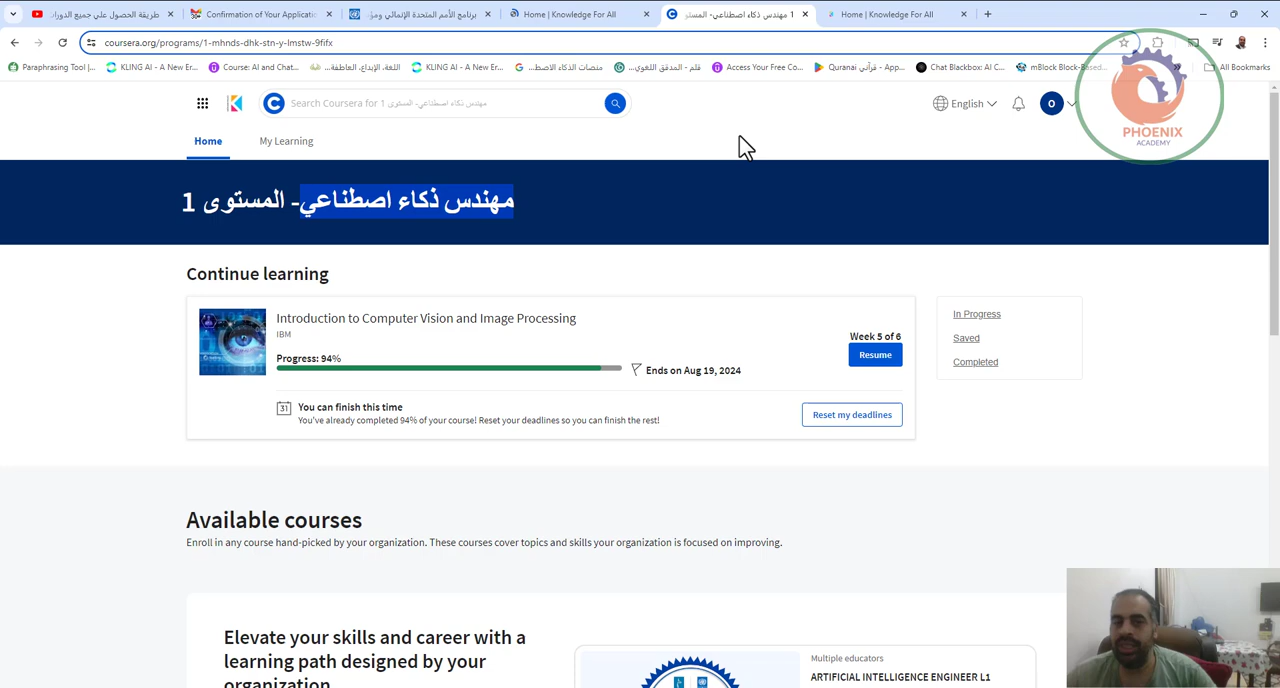 طريقة الحصول على جميع الدورا
Confirmation of Your Applicatio
برنامج الأمم المتحدة الإنمائي ومؤ
Home | Knowledge For All
1 مهندس ذكاء اصطناعي- المستوى
Home | Knowledge For All
coursera.org/programs/1-mhnds-dhk-stn-y-lmstw-9fifx
Paraphrasing Tool |...
KLING AI - A New Er...
Course: AI and Chat...
اللغة، الإبداع، العاطفة...
KLING AI - A New Er...
منصات الذكاء الاصط...
قلم - المدقق اللغوي...
Access Your Free Co...
Quranai قرآني - App...
Chat Blackbox: AI C...
mBlock Block-Based...
All Bookmarks
Search Coursera for 1 مهندس ذكاء اصطناعي- المستوى
English
O
PHOENIX
ACADEMY
Home
My Learning
مهندس ذكاء اصطناعي- المستوى 1
Continue learning
Introduction to Computer Vision and Image Processing
IBM
Progress: 94%
Ends on Aug 19, 2024
Week 5 of 6
Resume
31
You can finish this time
You've already completed 94% of your course! Reset your deadlines so you can finish the rest!
Reset my deadlines
In Progress
Saved
Completed
Available courses
Enroll in any course hand-picked by your organization. These courses cover topics and skills your organization is focused on improving.
Elevate your skills and career with a
learning path designed by your
organization
Multiple educators
ARTIFICIAL INTELLIGENCE ENGINEER L1